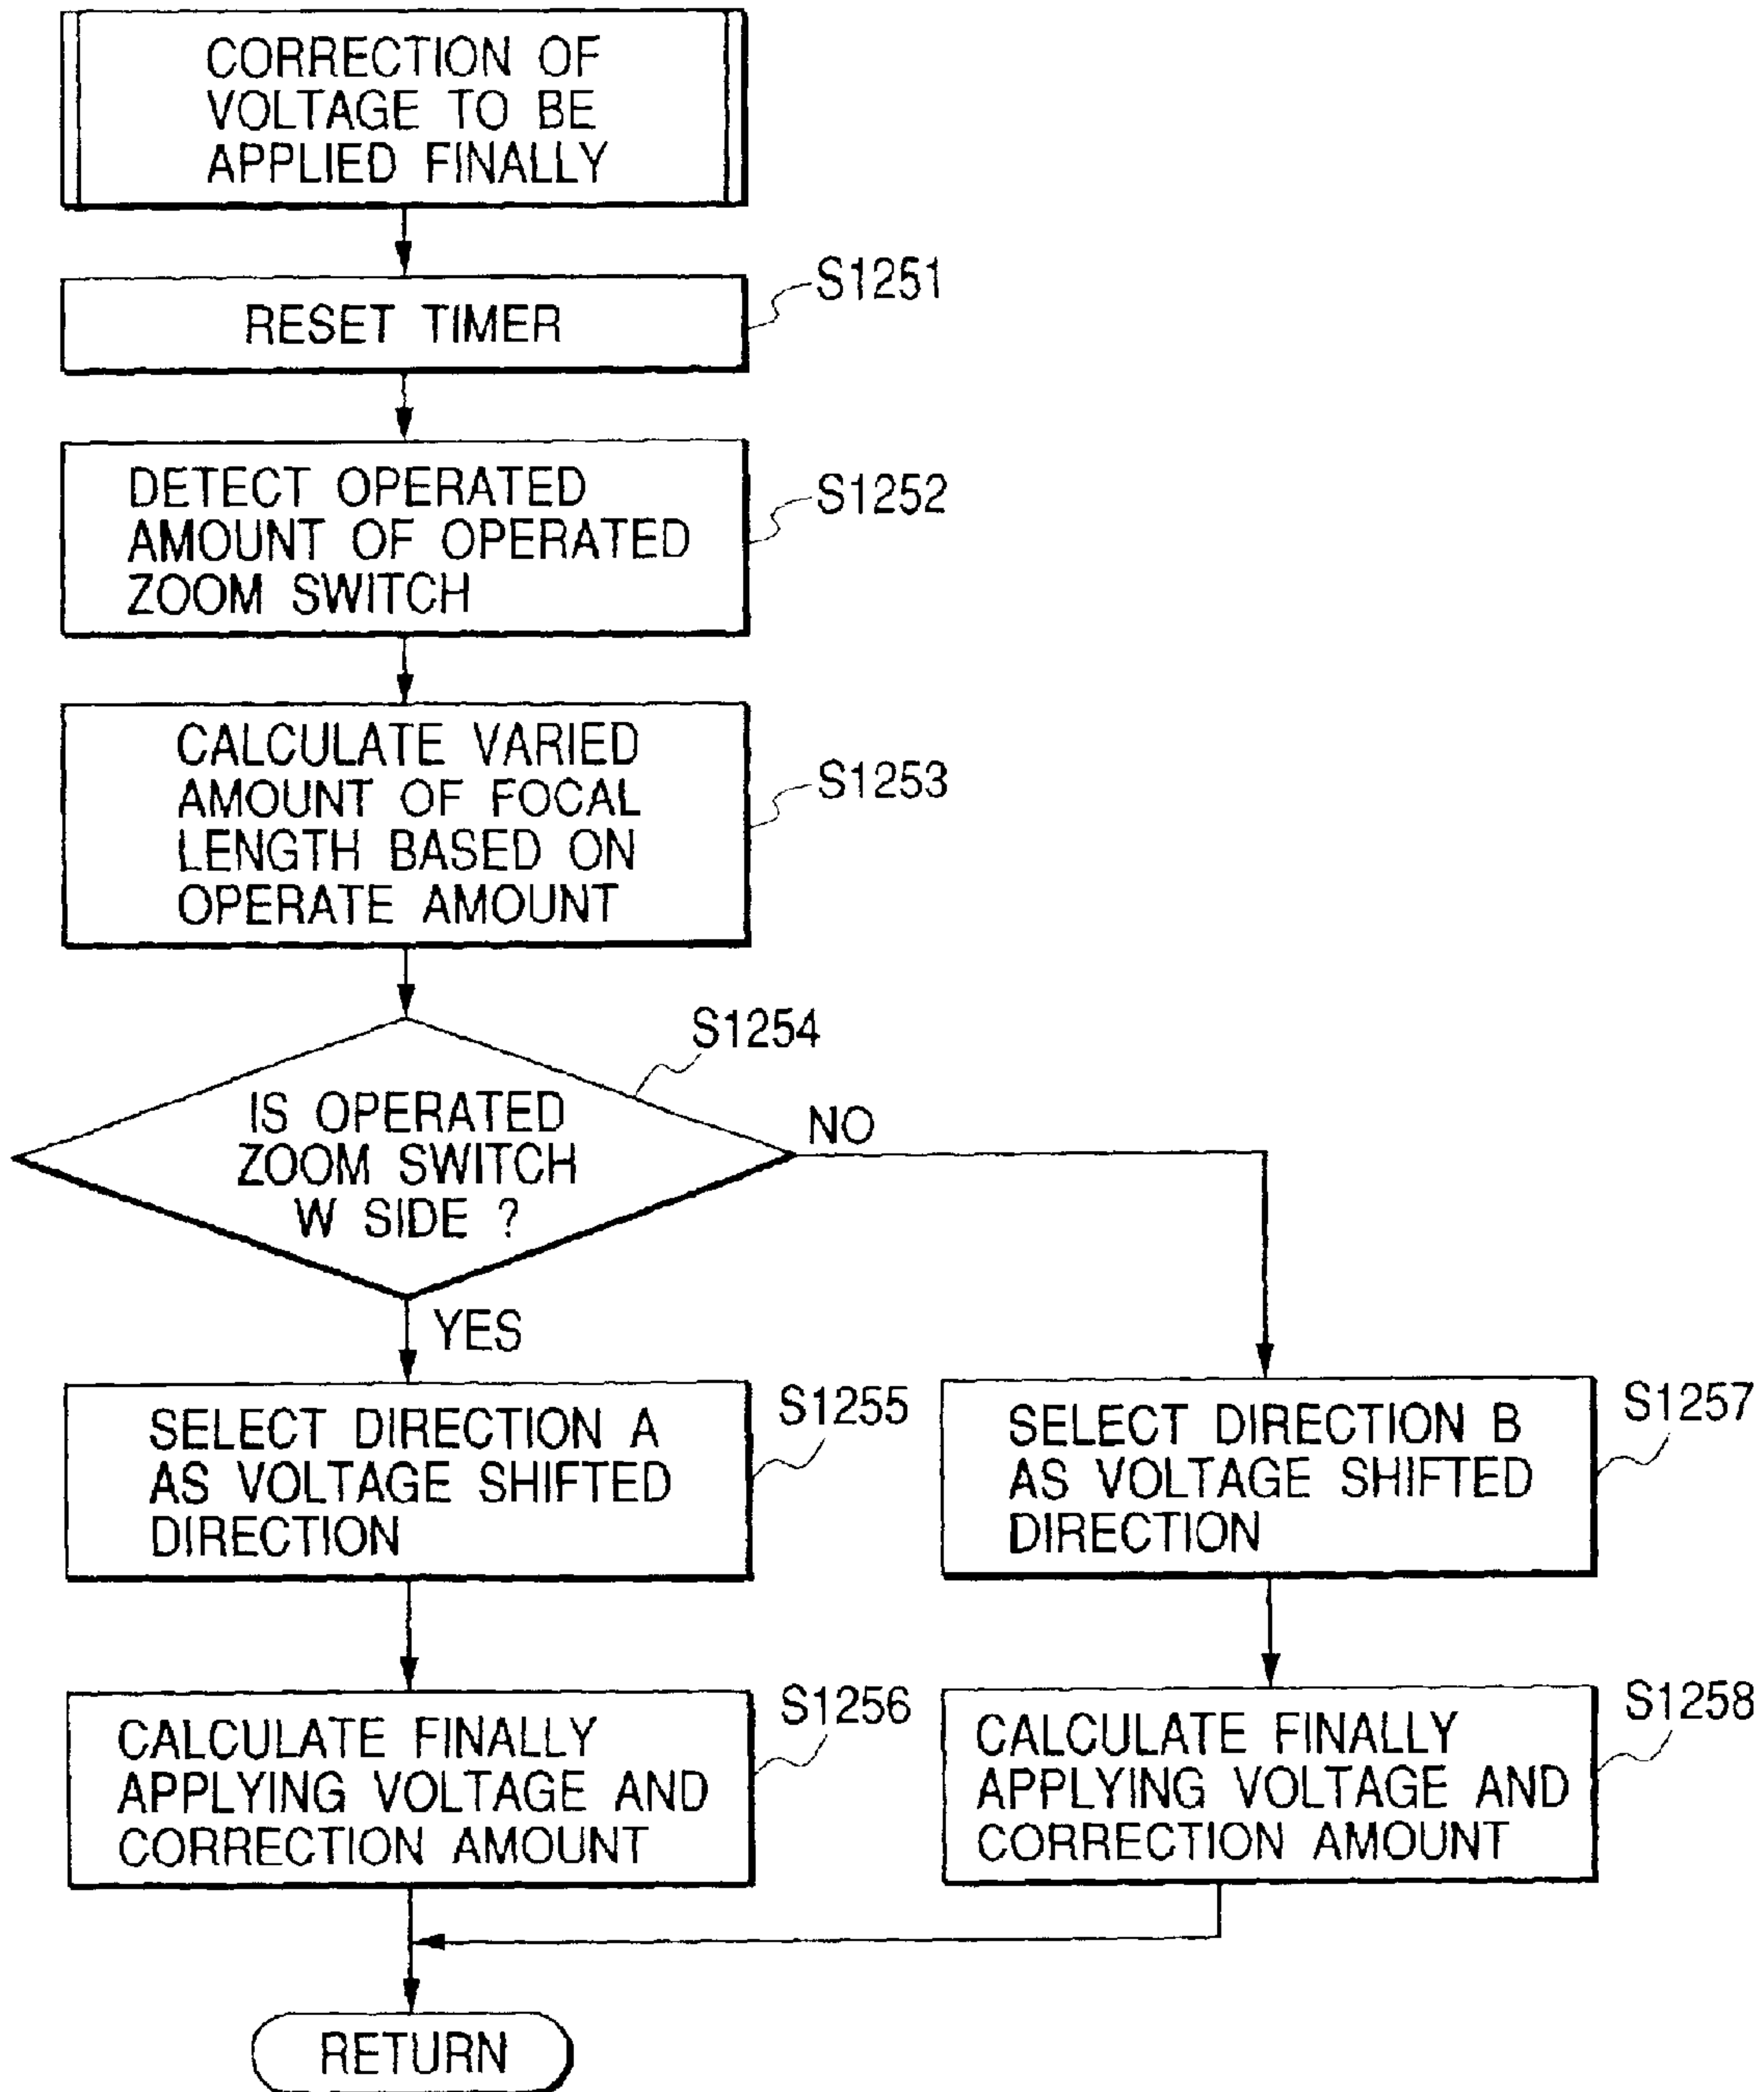 CORRECTION OF
VOLTAGE TO BE
APPLIED FINALLY
S1251
RESET TIMER
S1252
DETECT OPERATED
AMOUNT OF OPERATED
ZOOM SWITCH
S1253
CALCULATE VARIED
AMOUNT OF FOCAL
LENGTH BASED ON
OPERATE AMOUNT
S1254
IS OPERATED
ZOOM SWITCH
W SIDE ?
NO
YES
S1255
SELECT DIRECTION A
AS VOLTAGE SHIFTED
DIRECTION
S1257
SELECT DIRECTION B
AS VOLTAGE SHIFTED
DIRECTION
S1256
CALCULATE FINALLY
APPLYING VOLTAGE AND
CORRECTION AMOUNT
S1258
CALCULATE FINALLY
APPLYING VOLTAGE AND
CORRECTION AMOUNT
RETURN